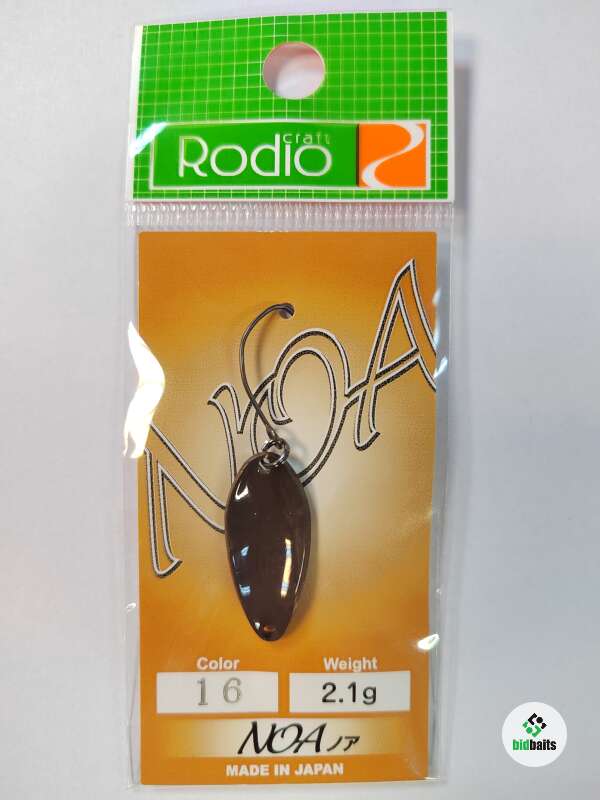 craft
Rodio
NOA
Color
Weight
16
2.1g
NOA ノア
MADE IN JAPAN
bidbaits